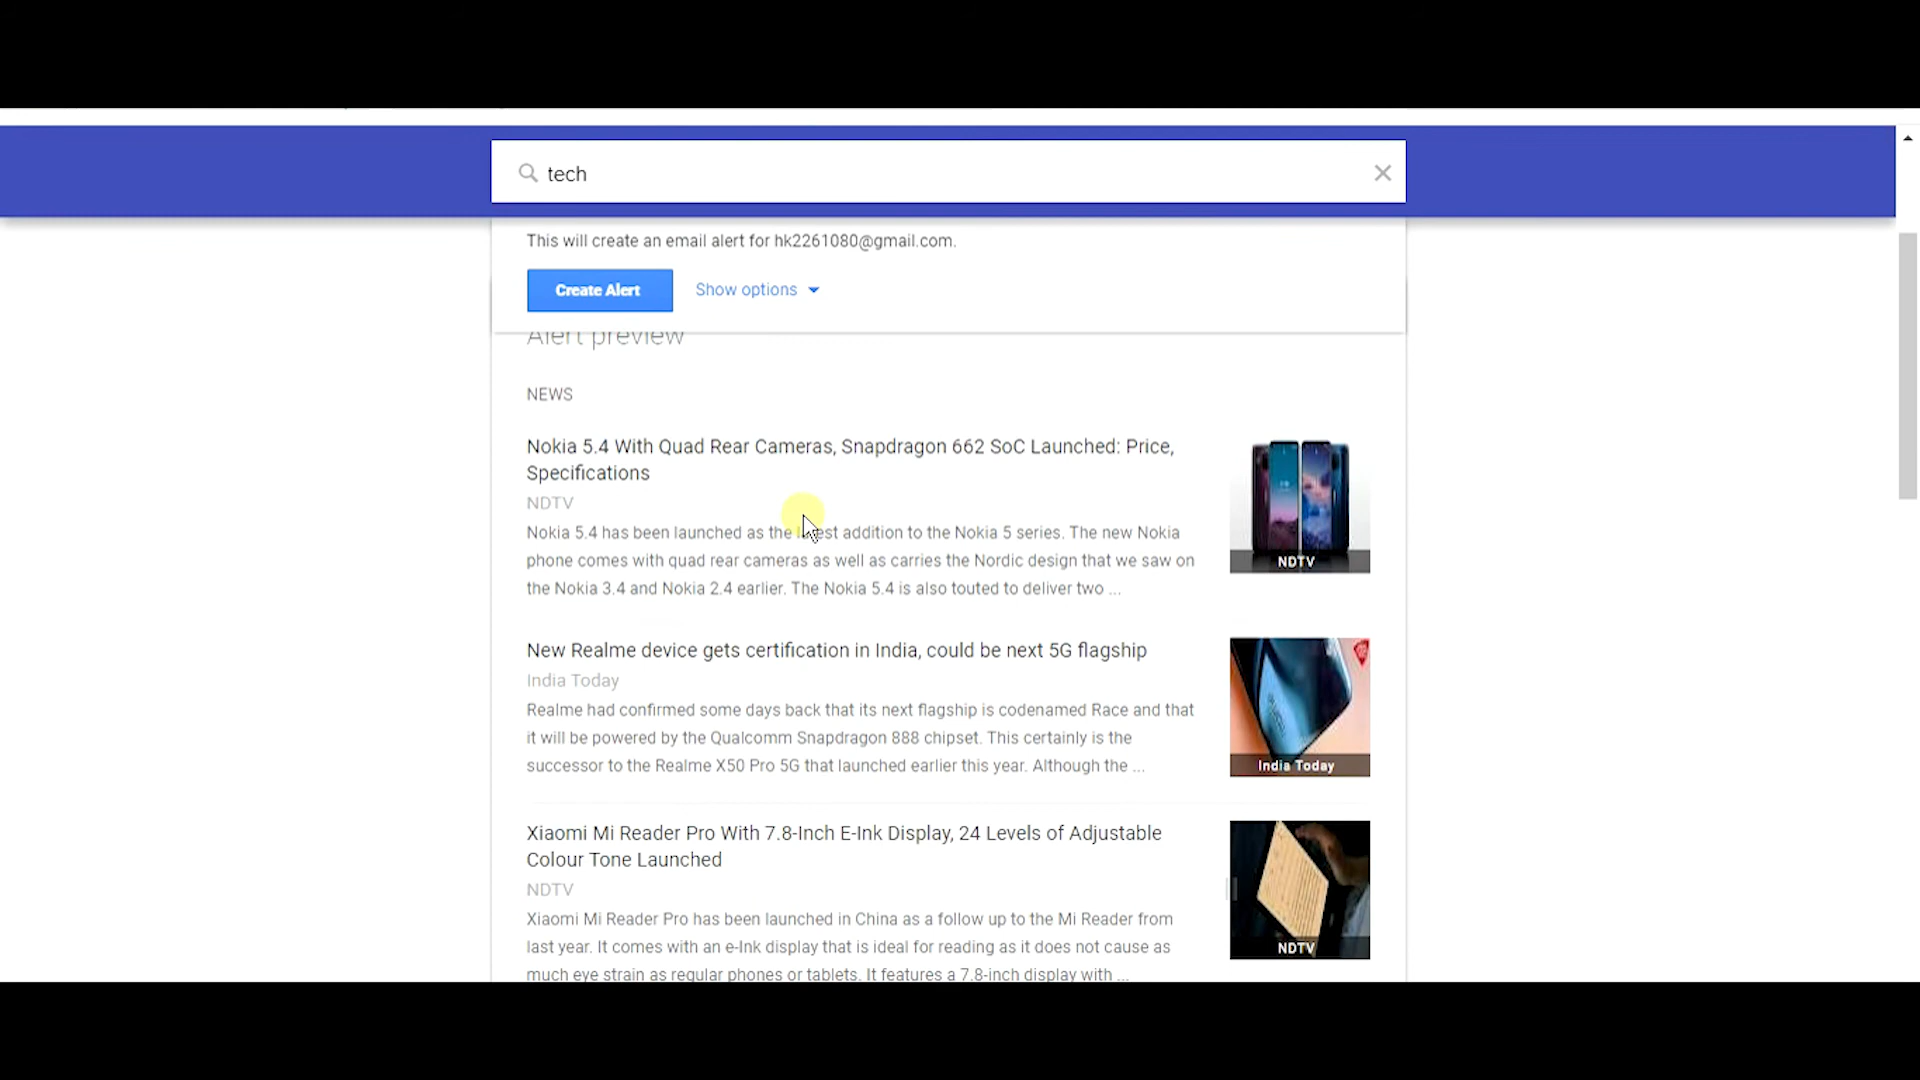 tech
This will create an email alert for hk2261080@gmail.com.
Create Alert
Show options
Alert preview
NEWS
Nokia 5.4 With Quad Rear Cameras, Snapdragon 662 SoC Launched: Price,
Specifications
NDTV
Nokia 5.4 has been launched as the latest addition to the Nokia 5 series. The new Nokia
phone comes with quad rear cameras as well as carries the Nordic design that we saw on
the Nokia 3.4 and Nokia 2.4 earlier. The Nokia 5.4 is also touted to deliver two ...
NDTV
New Realme device gets certification in India, could be next 5G flagship
India Today
Realme had confirmed some days back that its next flagship is codenamed Race and that
it will be powered by the Qualcomm Snapdragon 888 chipset. This certainly is the
successor to the Realme X50 Pro 5G that launched earlier this year. Although the ...
India Today
Xiaomi Mi Reader Pro With 7.8-Inch E-Ink Display, 24 Levels of Adjustable
Colour Tone Launched
NDTV
Xiaomi Mi Reader Pro has been launched in China as a follow up to the Mi Reader from
last year. It comes with an e-Ink display that is ideal for reading as it does not cause as
much eye strain as regular phones or tablets. It features a 7.8-inch display with ...
NDTV